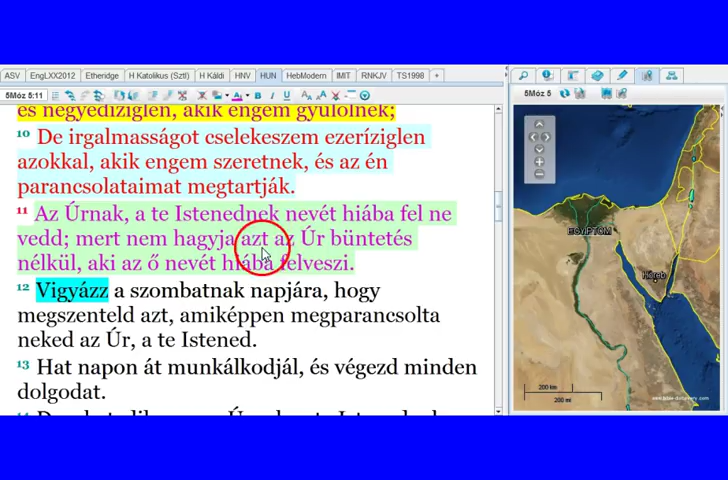 ASV EngLXX2012 Etheridge H Katolikus (SztI) H Káldi HNV HUN HebModern IMIT RNKJV TS1998 +
5Móz 5:11
B I U
5Móz 5
és negyedíziglen, akik engem gyűlölnek;
10 De irgalmasságot cselekeszem ezeríziglen
azokkal, akik engem szeretnek, és az én
parancsolataimat megtartják.
11 Az Úrnak, a te Istenednek nevét hiába fel ne
vedd; mert nem hagyja azt az Úr büntetés
nélkül, aki az ő nevét hiába felveszi.
12 Vigyázz a szombatnak napjára, hogy
megszenteld azt, amiképpen megparancsolta
neked az Úr, a te Istened.
13 Hat napon át munkálkodjál, és végezd minden
dolgodat.
EGYIPTOM
Hóreb
200 km
200 mi